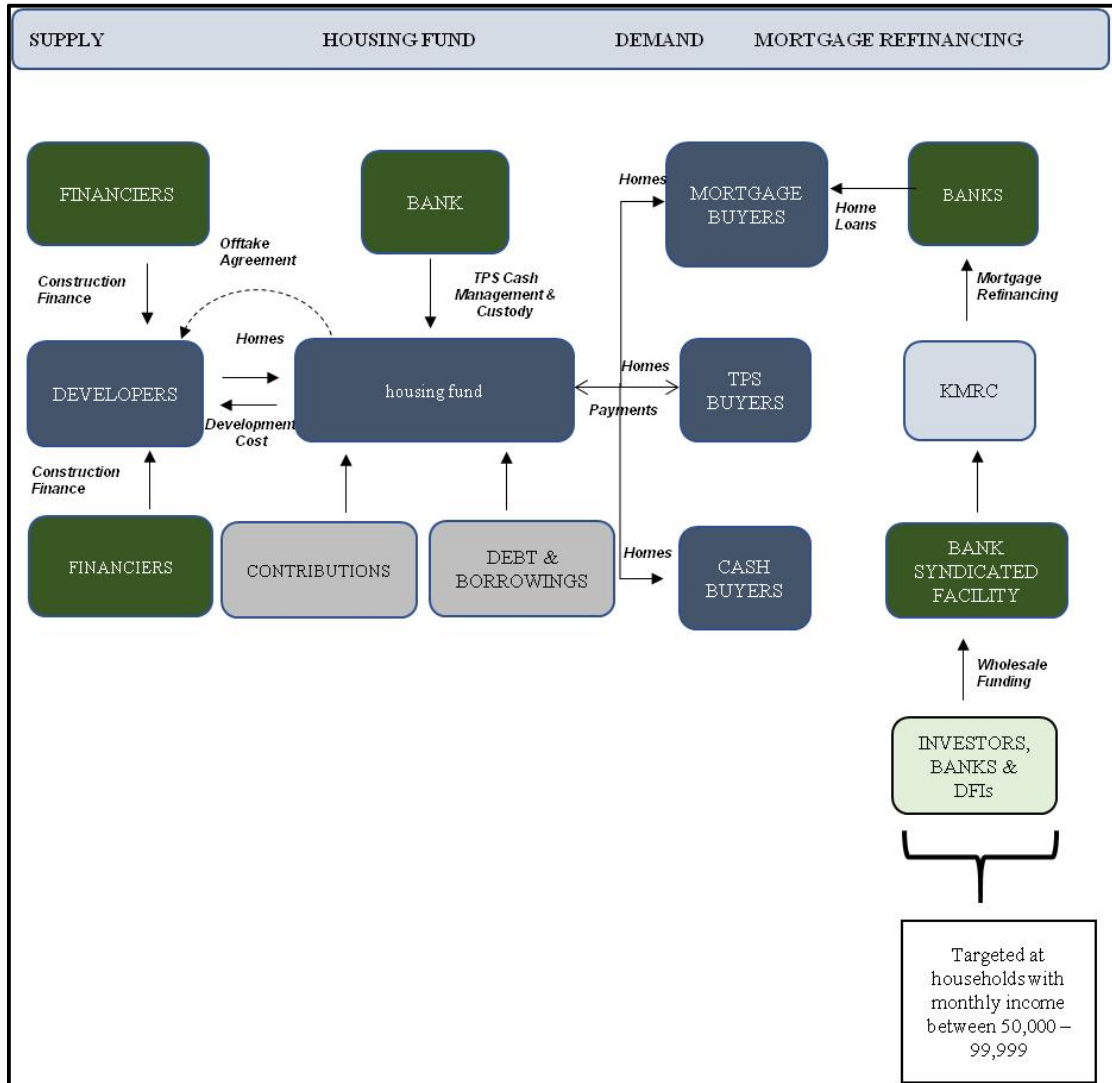 SUPPLY HOUSING FUND DEMAND MORTGAGE REFINANCING
FINANCIERS
BANK
Homes
MORTGAGE
BUYERS
Home
Loans
BANKS
Offtake
Agreement
Construction
Finance
TPS Cash
Management &
Custody
Mortgage
Refinancing
DEVELOPERS
Homes
Development
Cost
housing fund
Homes
Payments
TPS
BUYERS
KMRC
Construction
Finance
FINANCIERS
CONTRIBUTIONS
DEBT &
BORROWINGS
Homes
CASH
BUYERS
BANK
SYNDICATED
FACILITY
Wholesale
Funding
INVESTORS,
BANKS &
DFIs
Targeted at
households with
monthly income
between 50,000 –
99,999